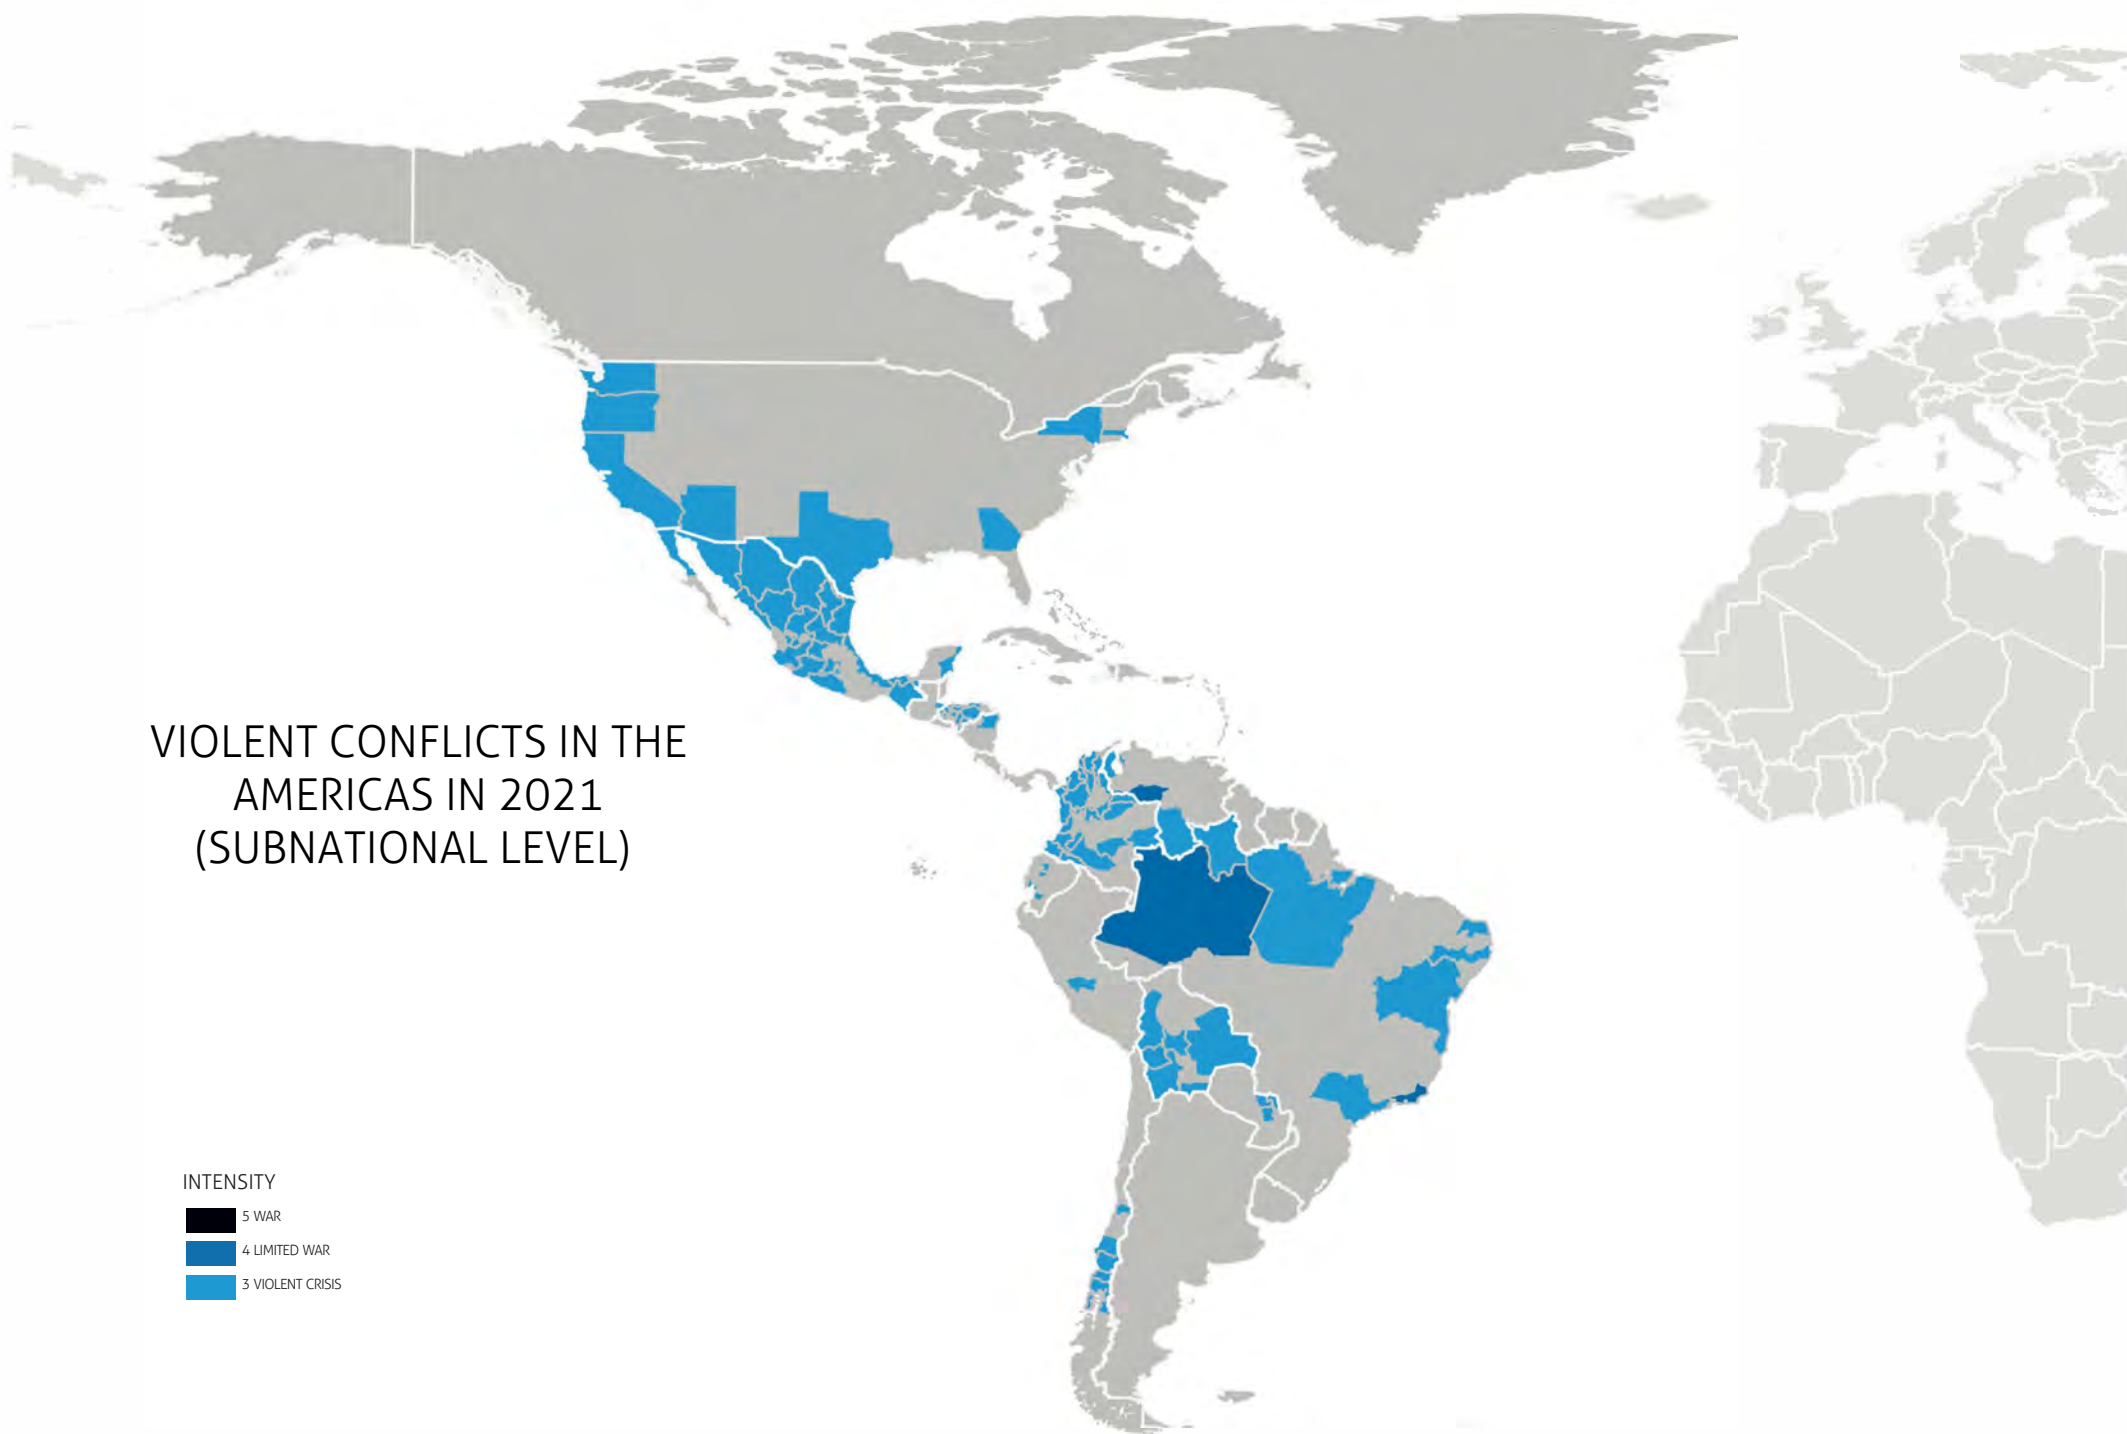 VIOLENT CONFLICTS IN THE
AMERICAS IN 2021
(SUBNATIONAL LEVEL)
INTENSITY
5 WAR
4 LIMITED WAR
3 VIOLENT CRISIS